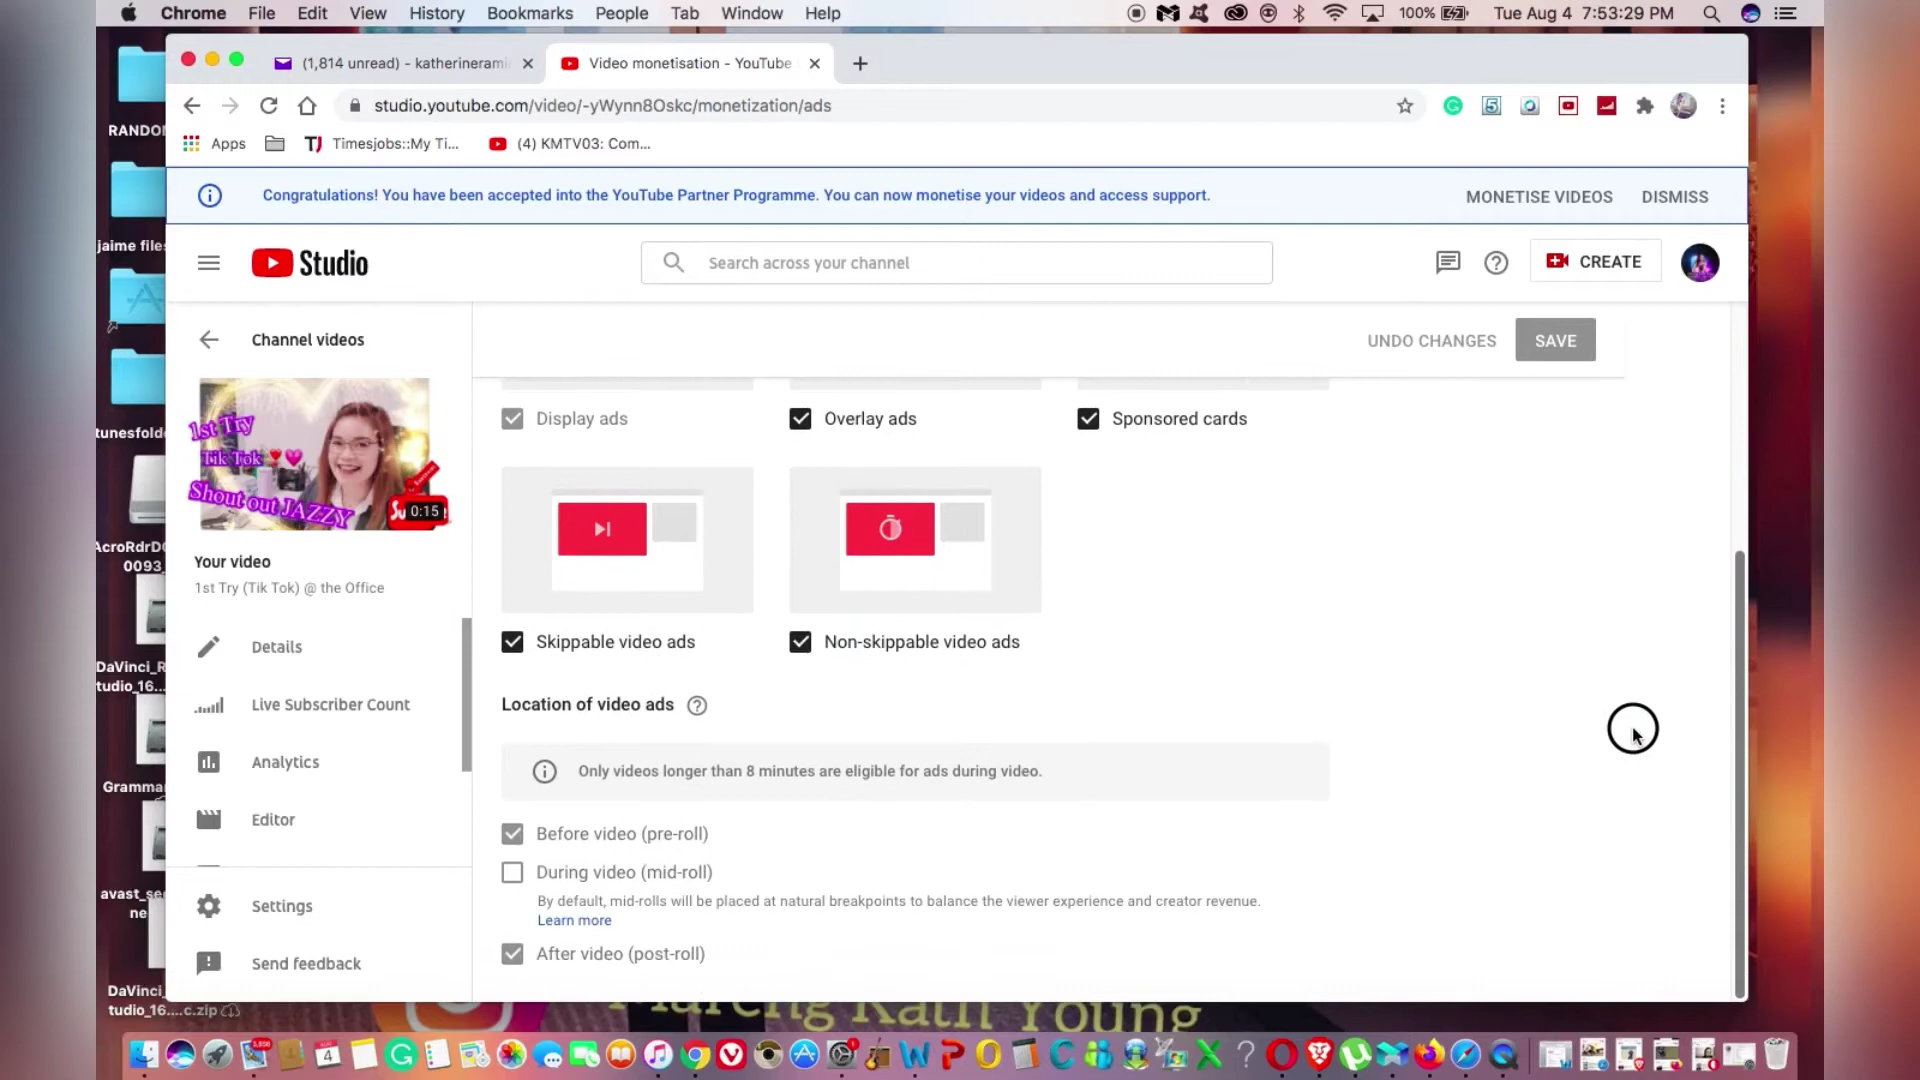 Chrome File Edit View History Bookmarks People Tab Window Help 100% Tue Aug 4 7:53:29 PM
(1,814 unread) - katherinerami
Video monetisation - YouTube
studio.youtube.com/video/-yWynn8Oskc/monetization/ads
Apps
TJ Timesjobs::My Ti...
(4) KMTV03: Com...
Congratulations! You have been accepted into the YouTube Partner Programme. You can now monetise your videos and access support.
MONETISE VIDEOS DISMISS
Studio
Search across your channel
CREATE
Channel videos
UNDO CHANGES SAVE
1st Try
Tik Tok
Shout out JAZZY
0:15
Your video
1st Try (Tik Tok) @ the Office
Details
Live Subscriber Count
Analytics
Editor
Settings
Send feedback
Display ads
Overlay ads
Sponsored cards
Skippable video ads
Non-skippable video ads
Location of video ads
Only videos longer than 8 minutes are eligible for ads during video.
Before video (pre-roll)
During video (mid-roll)
By default, mid-rolls will be placed at natural breakpoints to balance the viewer experience and creator revenue.
Learn more
After video (post-roll)
RANDO
jaime files
tunesfold
AcroRdrD
0093_
DaVinci_R
tudio_16...
Gramma
avast_se
ne
DaVinci_
tudio_16....c.zip
Mareng Kath Young